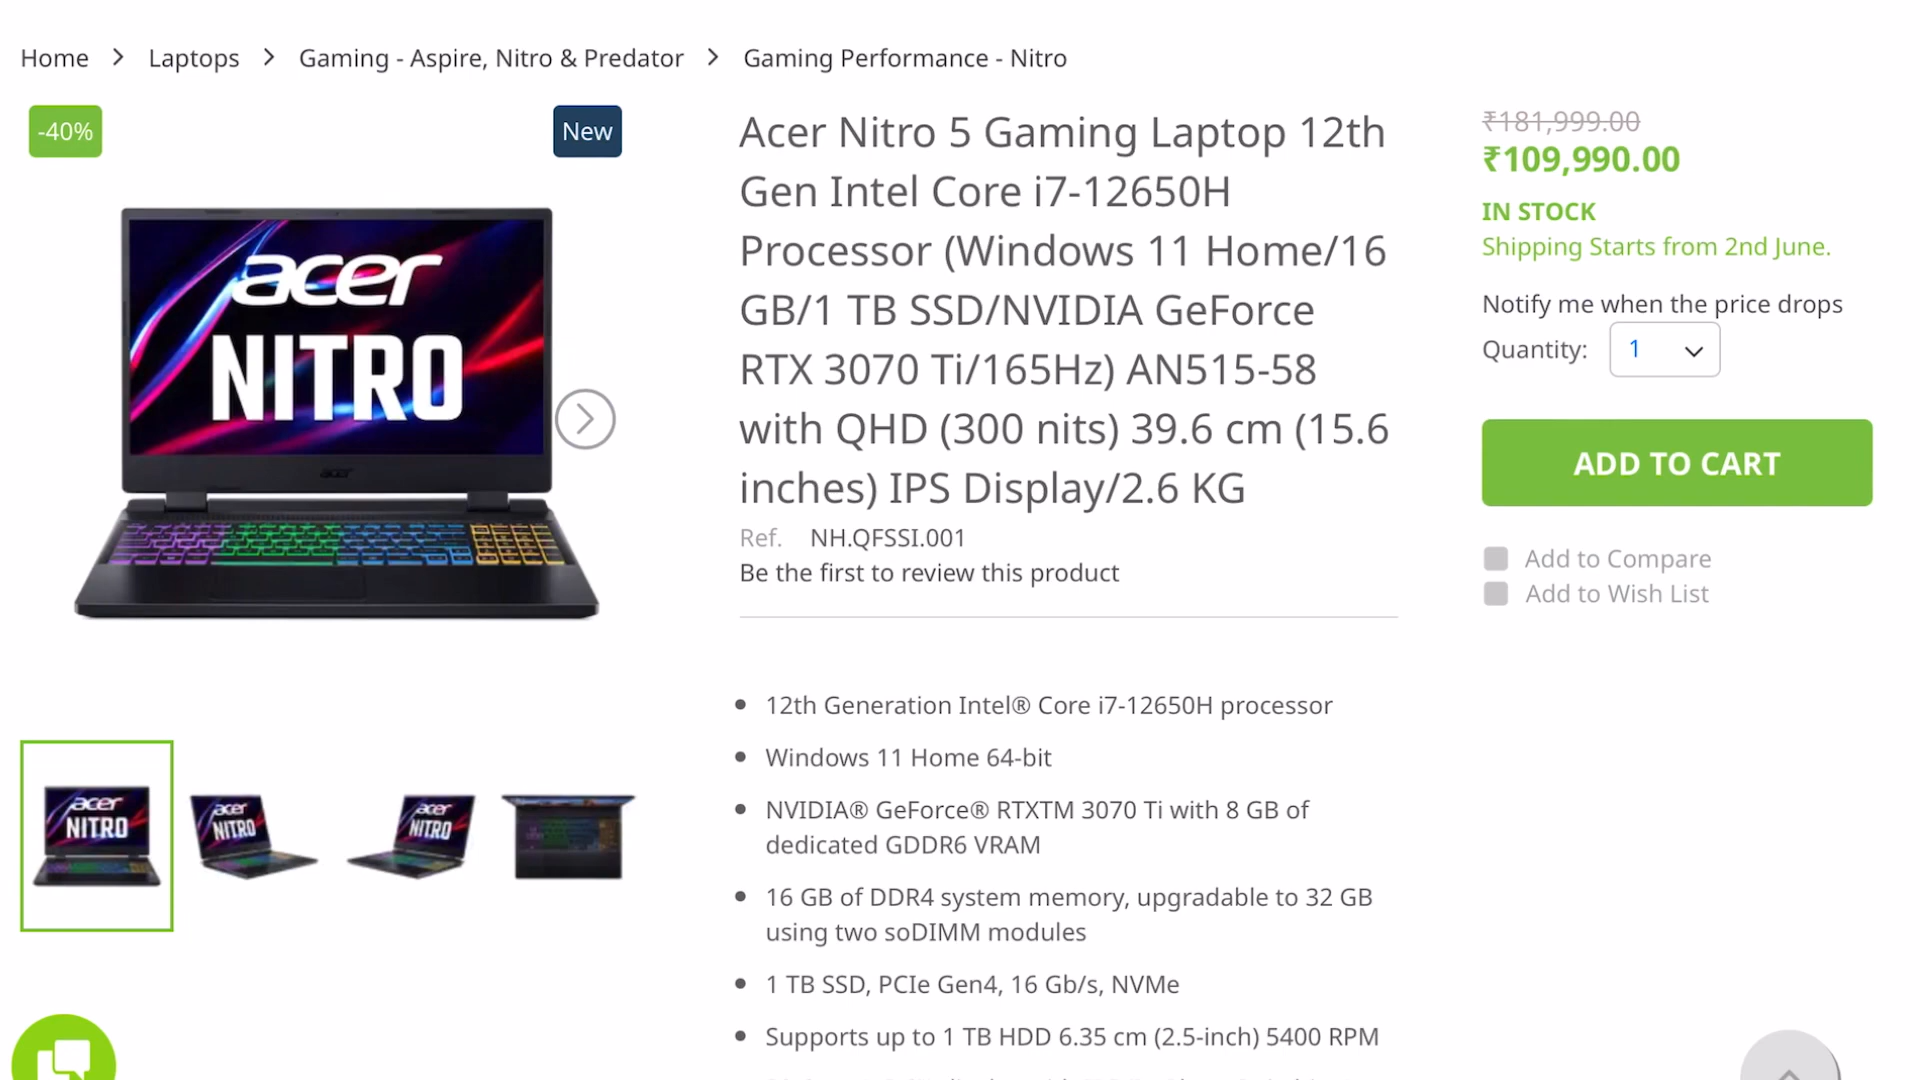 Home > Laptops > Gaming - Aspire, Nitro & Predator > Gaming Performance - Nitro
-40%
New
acer
NITRO
acer
Acer Nitro 5 Gaming Laptop 12th
Gen Intel Core i7-12650H
Processor (Windows 11 Home/16
GB/1 TB SSD/NVIDIA GeForce
RTX 3070 Ti/165Hz) AN515-58
with QHD (300 nits) 39.6 cm (15.6
inches) IPS Display/2.6 KG
Ref. NH.QFSSI.001
Be the first to review this product
₹181,999.00
₹109,990.00
IN STOCK
Shipping Starts from 2nd June.
Notify me when the price drops
Quantity: 1
ADD TO CART
Add to Compare
Add to Wish List
acer
NITRO
acer
NITRO
acer
NITRO
• 12th Generation Intel® Core i7-12650H processor
• Windows 11 Home 64-bit
• NVIDIA® GeForce® RTXTM 3070 Ti with 8 GB of
dedicated GDDR6 VRAM
• 16 GB of DDR4 system memory, upgradable to 32 GB
using two soDIMM modules
• 1 TB SSD, PCIe Gen4, 16 Gb/s, NVMe
• Supports up to 1 TB HDD 6.35 cm (2.5-inch) 5400 RPM